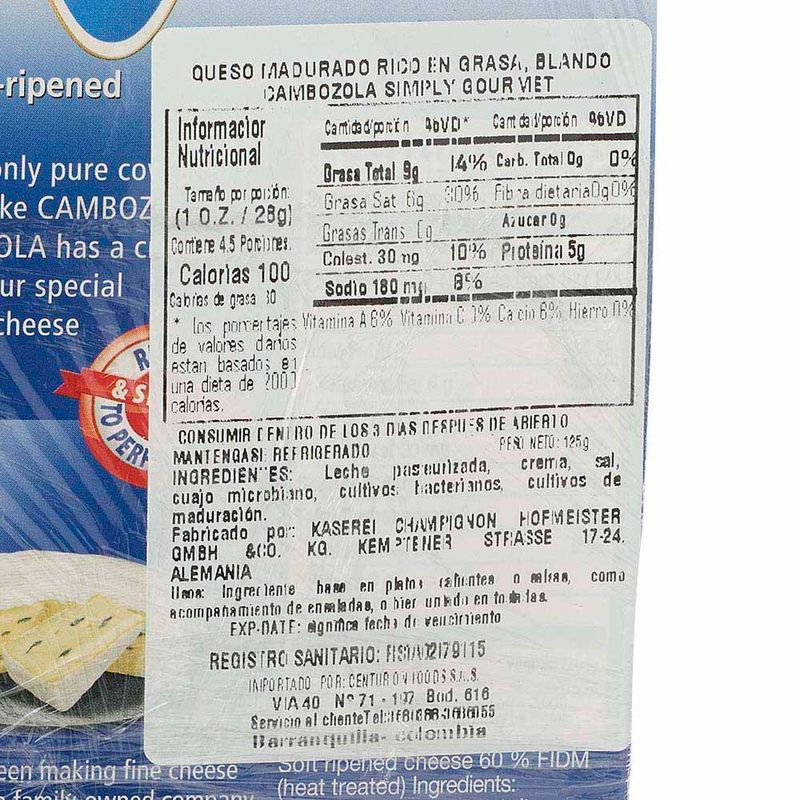 -ripened
only pure co
ke CAMBOZ
OLA has a c
ur special
cheese
R
& S
TO PERF
QUESO MADURADO RICO EN GRASA, BLANDO
CAMBOZOLA SIMPLY GOURMET
Informacior
Nutricional
Tamaño por porción:
(1 O.Z. / 28g)
Contiene 4.5 Porciones.
Calorias 100
Calorias de grasa
* los porcentajes
de valores diarios
estan basados en
una dieta de 2000
calorias.
Cantidad/porción %VD* Cantidad/porción %VD
Grasa Total 9g 14% Carb. Total 0g 0%
Grasa Sat 6g 30% Fibra dietaria 0g 0%
Grasas Trans 0g Azucar 0g
Colest. 30 mg 10% Proteina 5g
Sodio 180 mg 8%
Vitamina A 6% Vitamina C Calcio 6% Hierro 0%
CONSUMIR DENTRO DE LOS 3 DIAS DESPUES DE ABIERTO
MANTENGASE REFRIGERADO PESO NETO: 125g
INGREDIENTES: Leche pasteurizada, crema, sal,
cuajo microbiano, cultivos bacterianos, cultivos de
maduración.
Fabricado por: KASEREI CHAMPIGNON HOFMEISTER
GMBH &CO. KG. KEMPTENER STRASSE 17-24.
ALEMANIA
Usos: Ingrediente base en platos calientes o salsas, como
acompañamiento de ensaladas, o bien untado en tostadas.
EXP-DATE: significa fecha de vencimiento
REGISTRO SANITARIO:
IMPORTADO POR: CENTURION FOODS S.A.S.
VIA 40 N° 71 - 197 Bod. 616
Servicio al cliente Tel:
Barranquilla- colombia
een making fine cheese
family owned company
Soft ripened cheese 60 % FIDM
(heat treated) Ingredients: